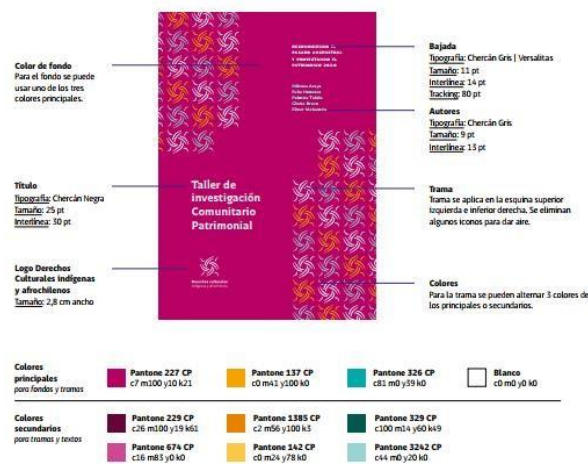 Color de fondo
Para el fondo se puede
usar uno de los tres
colores principales.
Título
Tipografía: Chercán Negra
Tamaño: 25 pt
Interlínea: 30 pt
Logo Derechos
Culturales indígenas
y afrochilenos
Tamaño: 2,8 cm ancho
Taller de
investigación
Comunitario
Patrimonial
Derechos culturales
indígenas y afrochilenos
Bajada
Tipografía: Chercán Gris | Versalitas
Tamaño: 11 pt
Interlínea: 14 pt
Tracking: 80 pt
Autores
Tipografía: Chercán Gris
Tamaño: 9 pt
Interlínea: 13 pt
Trama
Trama se aplica en la esquina superior
izquierda e inferior derecha. Se eliminan
algunos iconos para dar aire.
Colores
Para la trama se pueden alternar 3 colores de
los principales o secundarios.
Colores
principales
para fondos y tramas
Pantone 227 CP
c7 m100 y10 k21
Pantone 137 CP
c0 m41 y100 k0
Pantone 326 CP
c81 m0 y39 k0
Blanco
c0 m0 y0 k0
Colores
secundarios
para tramas y textos
Pantone 229 CP
c26 m100 y19 k61
Pantone 1385 CP
c2 m56 y100 k3
Pantone 329 CP
c100 m14 y60 k49
Pantone 674 CP
c16 m83 y0 k0
Pantone 142 CP
c0 m24 y78 k0
Pantone 3242 CP
c44 m0 y20 k0